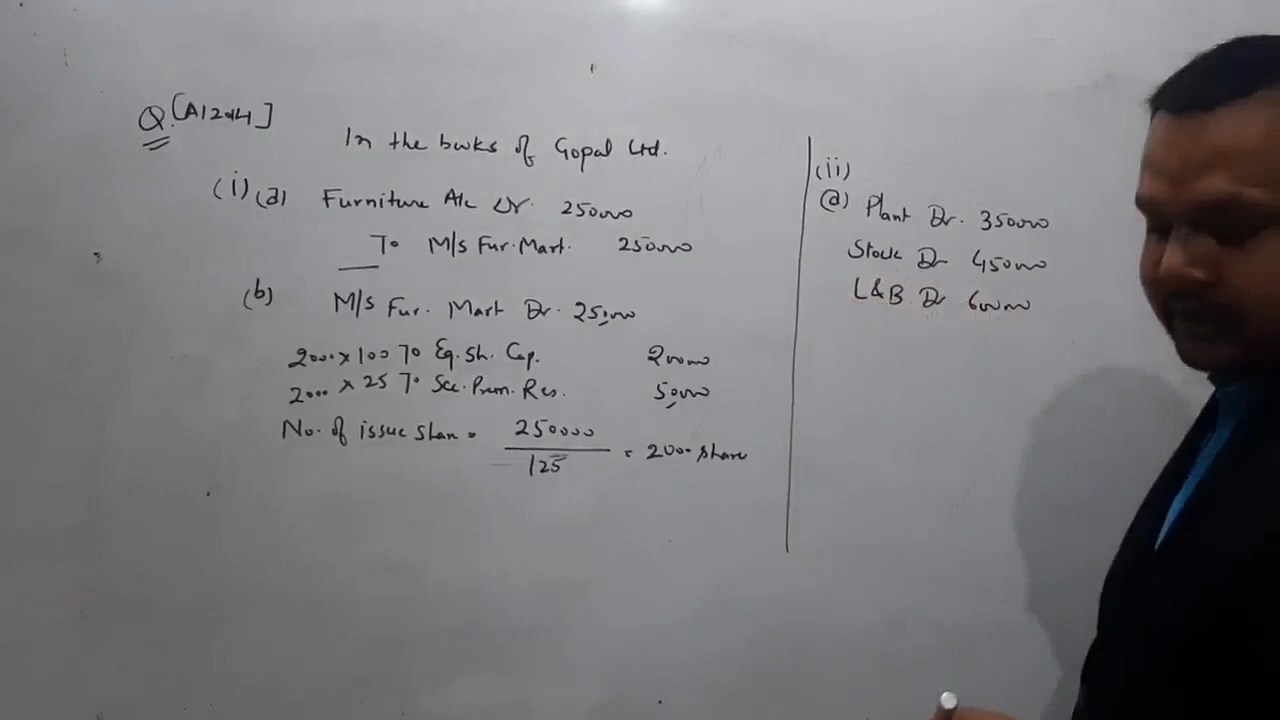 Q. [AI2014]
In the books of Gopal Ltd.
(i) (a) Furniture A/c Dr. 250000
To M/s Fur. Mart. 250000
(b) M/s Fur. Mart Dr. 250000
2000 x 100 To Eq. Sh. Cap. 200000
2000 x 25 To Sec. Prem. Res. 50000
No. of issue Share = 250000
125
= 2000 share
(ii)
(a) Plant Dr. 350000
Stock Dr 450000
L&B Dr 600000